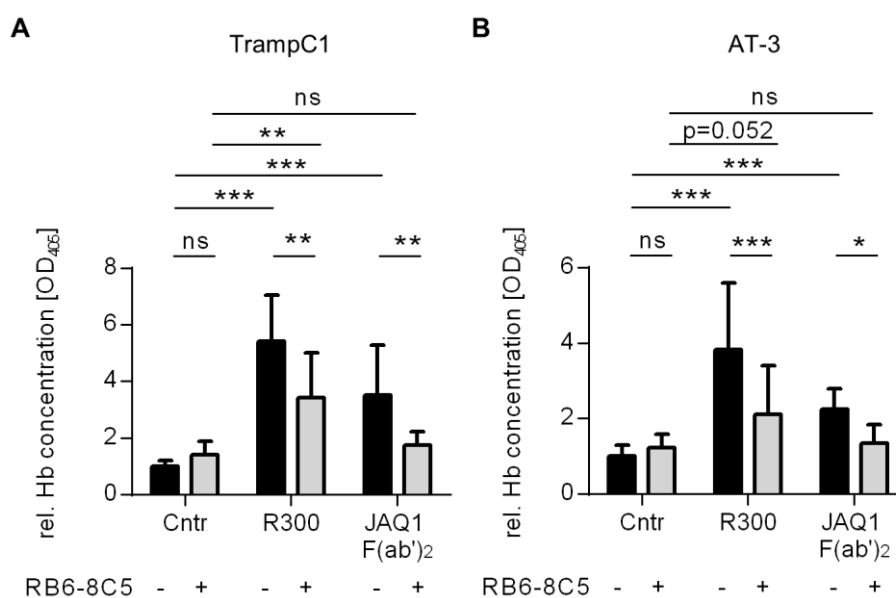 A
TrampC1
ns
**
***
***
ns
**
**
rel. Hb concentration [OD405]
8
6
4
2
0
Cntr
R300
JAQ1
F(ab')2
RB6-8C5
-
+
-
+
-
+
B
AT-3
ns
p=0.052
***
***
ns
***
*
rel. Hb concentration [OD405]
6
4
2
0
Cntr
R300
JAQ1
F(ab')2
RB6-8C5
-
+
-
+
-
+